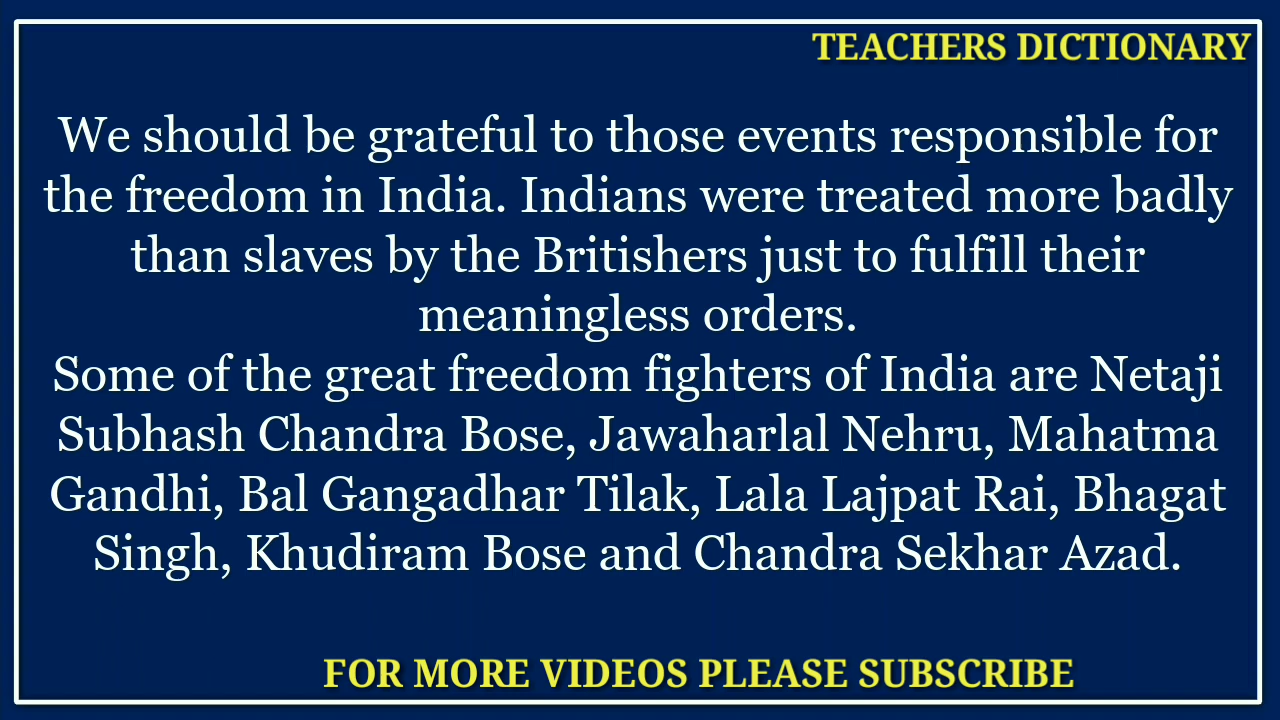 TEACHERS DICTIONARY
We should be grateful to those events responsible for
the freedom in India. Indians were treated more badly
than slaves by the Britishers just to fulfill their
meaningless orders.
Some of the great freedom fighters of India are Netaji
Subhash Chandra Bose, Jawaharlal Nehru, Mahatma
Gandhi, Bal Gangadhar Tilak, Lala Lajpat Rai, Bhagat
Singh, Khudiram Bose and Chandra Sekhar Azad.
FOR MORE VIDEOS PLEASE SUBSCRIBE